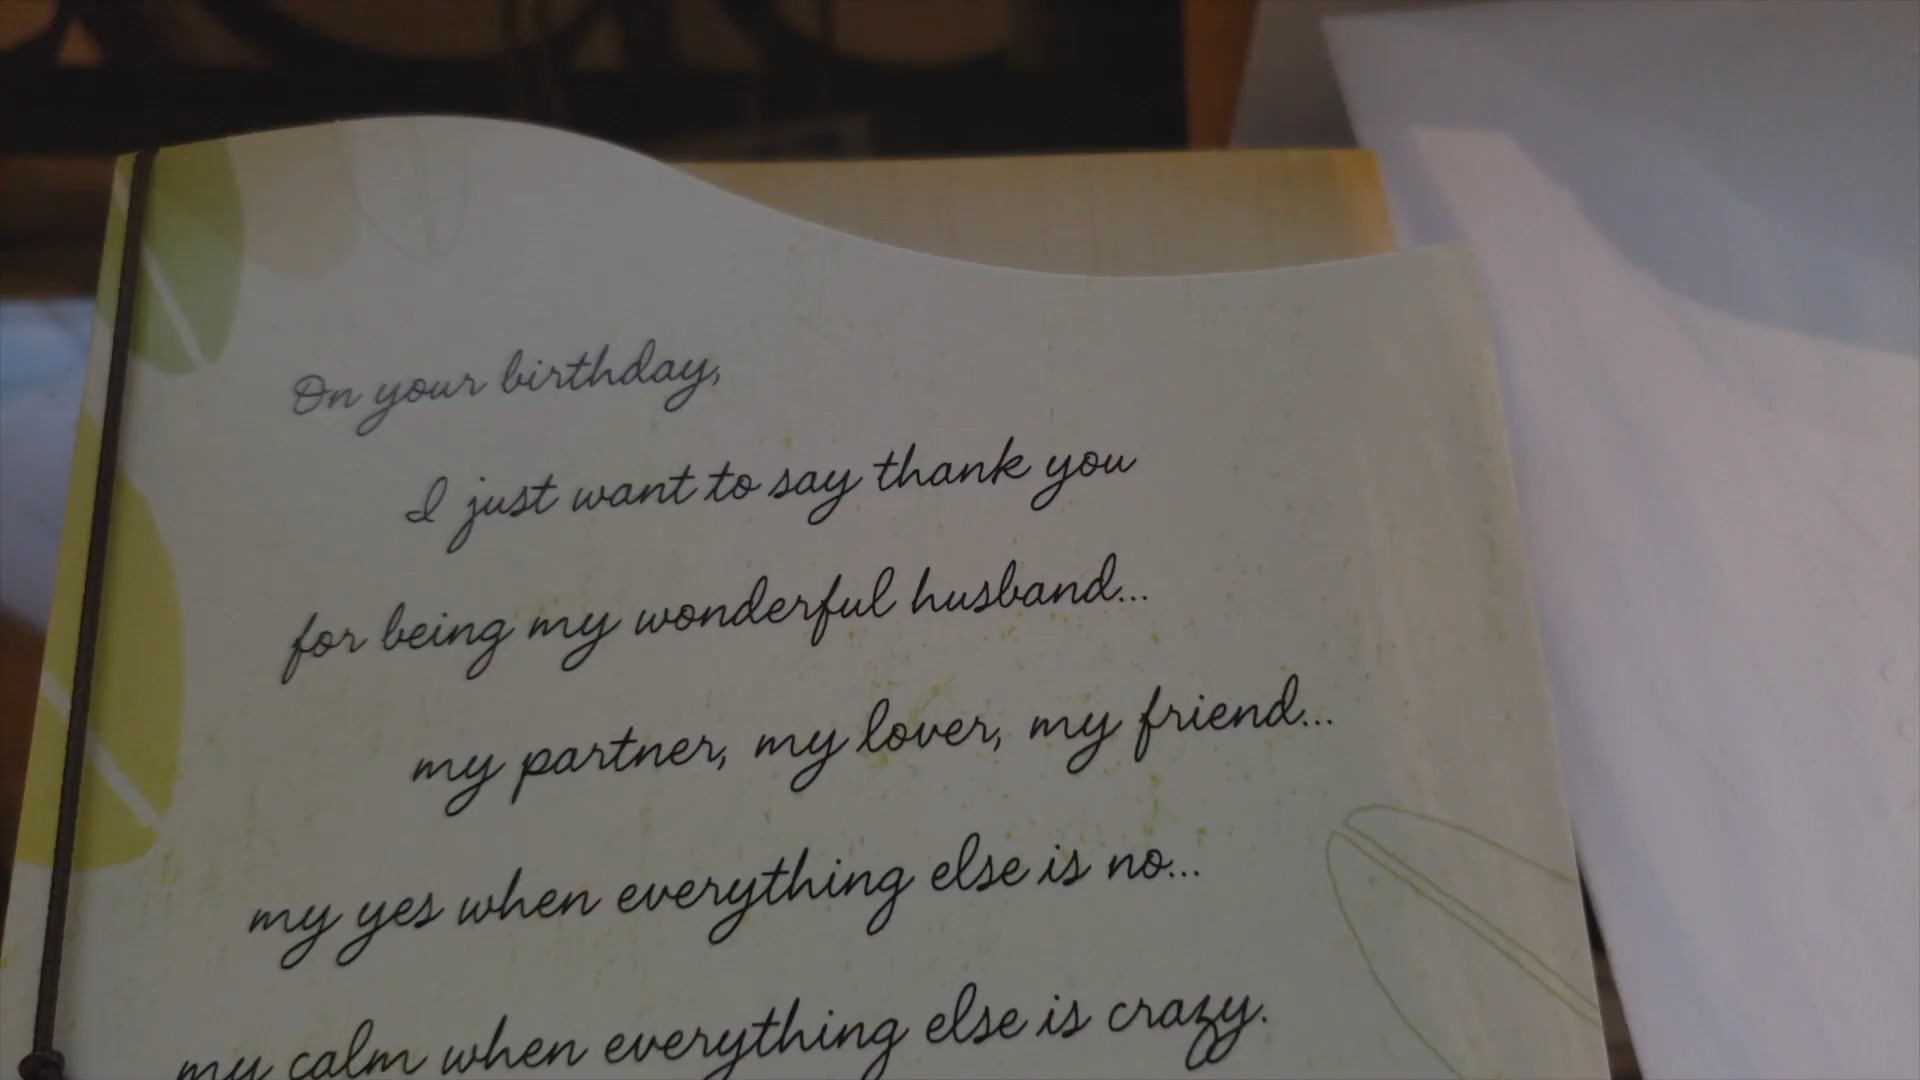 On your birthday,
I just want to say thank you
for being my wonderful husband...
my partner, my lover, my friend...
my yes when everything else is no...
my calm when everything else is crazy.